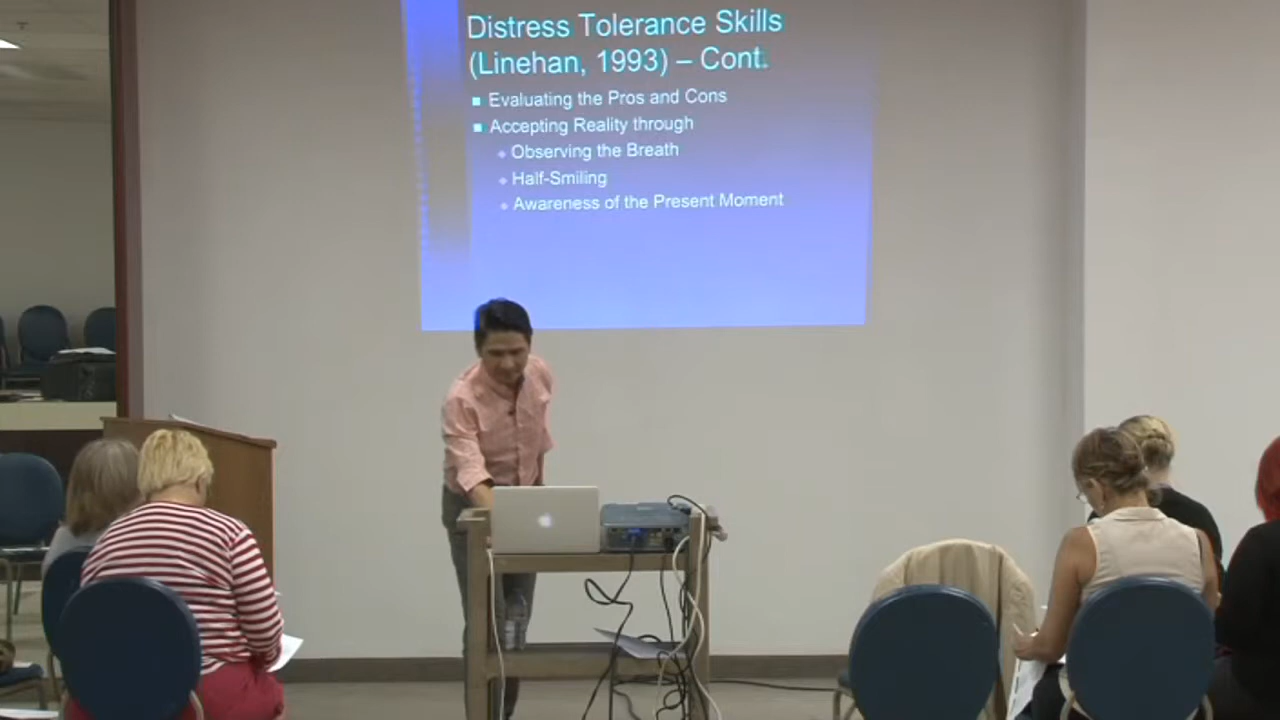 Distress Tolerance Skills
(Linehan, 1993) – Cont.
Evaluating the Pros and Cons
Accepting Reality through
Observing the Breath
Half-Smiling
Awareness of the Present Moment